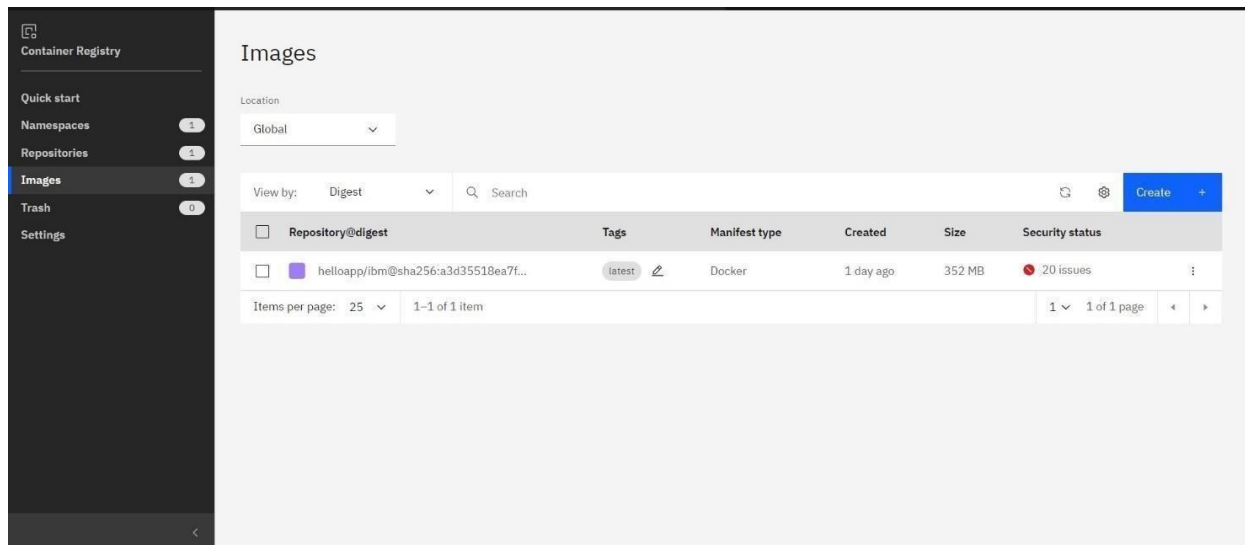 Container Registry
Quick start
Namespaces 1
Repositories 1
Images 1
Trash 0
Settings
Images
Location
Global
View by: Digest Search Create +
Repository@digest Tags Manifest type Created Size Security status
helloapp/ibm@sha256:a3d35518ea7f... latest Docker 1 day ago 352 MB 20 issues
Items per page: 25 1–1 of 1 item 1 1 of 1 page